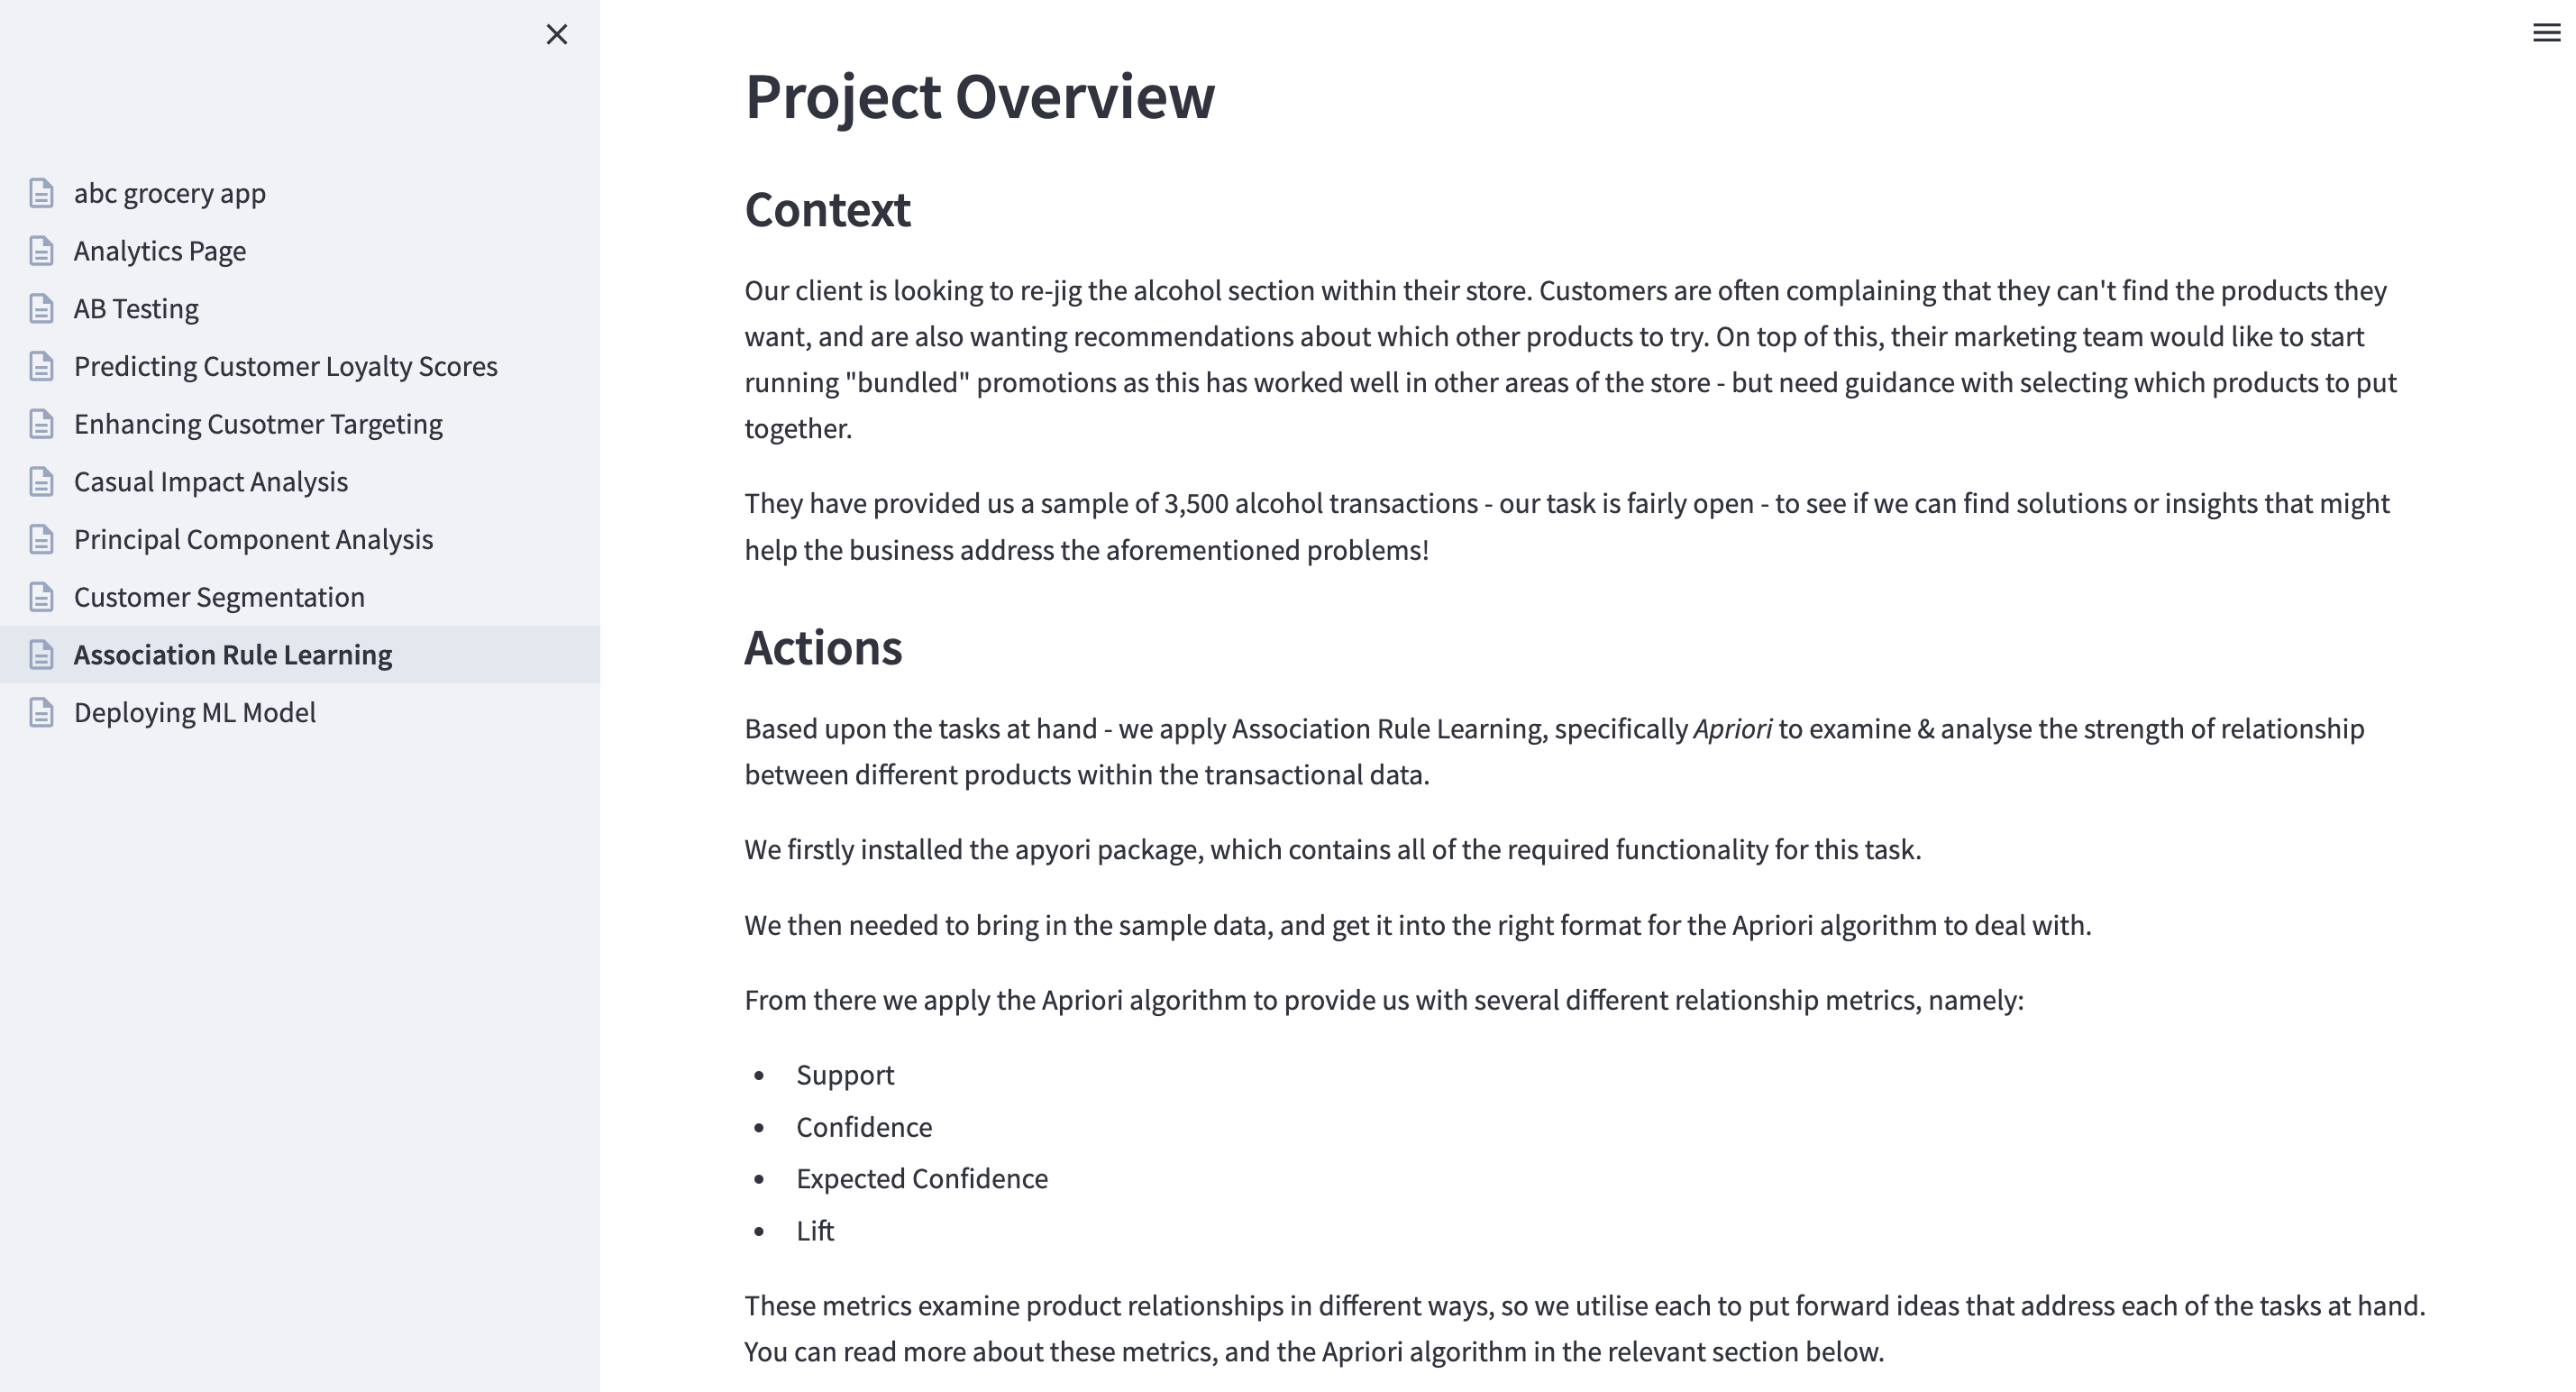 abc grocery app
Analytics Page
AB Testing
Predicting Customer Loyalty Scores
Enhancing Cusotmer Targeting
Casual Impact Analysis
Principal Component Analysis
Customer Segmentation
Association Rule Learning
Deploying ML Model
Project Overview
Context
Our client is looking to re-jig the alcohol section within their store. Customers are often complaining that they can't find the products they
want, and are also wanting recommendations about which other products to try. On top of this, their marketing team would like to start
running "bundled" promotions as this has worked well in other areas of the store - but need guidance with selecting which products to put
together.
They have provided us a sample of 3,500 alcohol transactions - our task is fairly open - to see if we can find solutions or insights that might
help the business address the aforementioned problems!
Actions
Based upon the tasks at hand - we apply Association Rule Learning, specifically Apriori to examine & analyse the strength of relationship
between different products within the transactional data.
We firstly installed the apyori package, which contains all of the required functionality for this task.
We then needed to bring in the sample data, and get it into the right format for the Apriori algorithm to deal with.
From there we apply the Apriori algorithm to provide us with several different relationship metrics, namely:
• Support
• Confidence
• Expected Confidence
• Lift
These metrics examine product relationships in different ways, so we utilise each to put forward ideas that address each of the tasks at hand.
You can read more about these metrics, and the Apriori algorithm in the relevant section below.